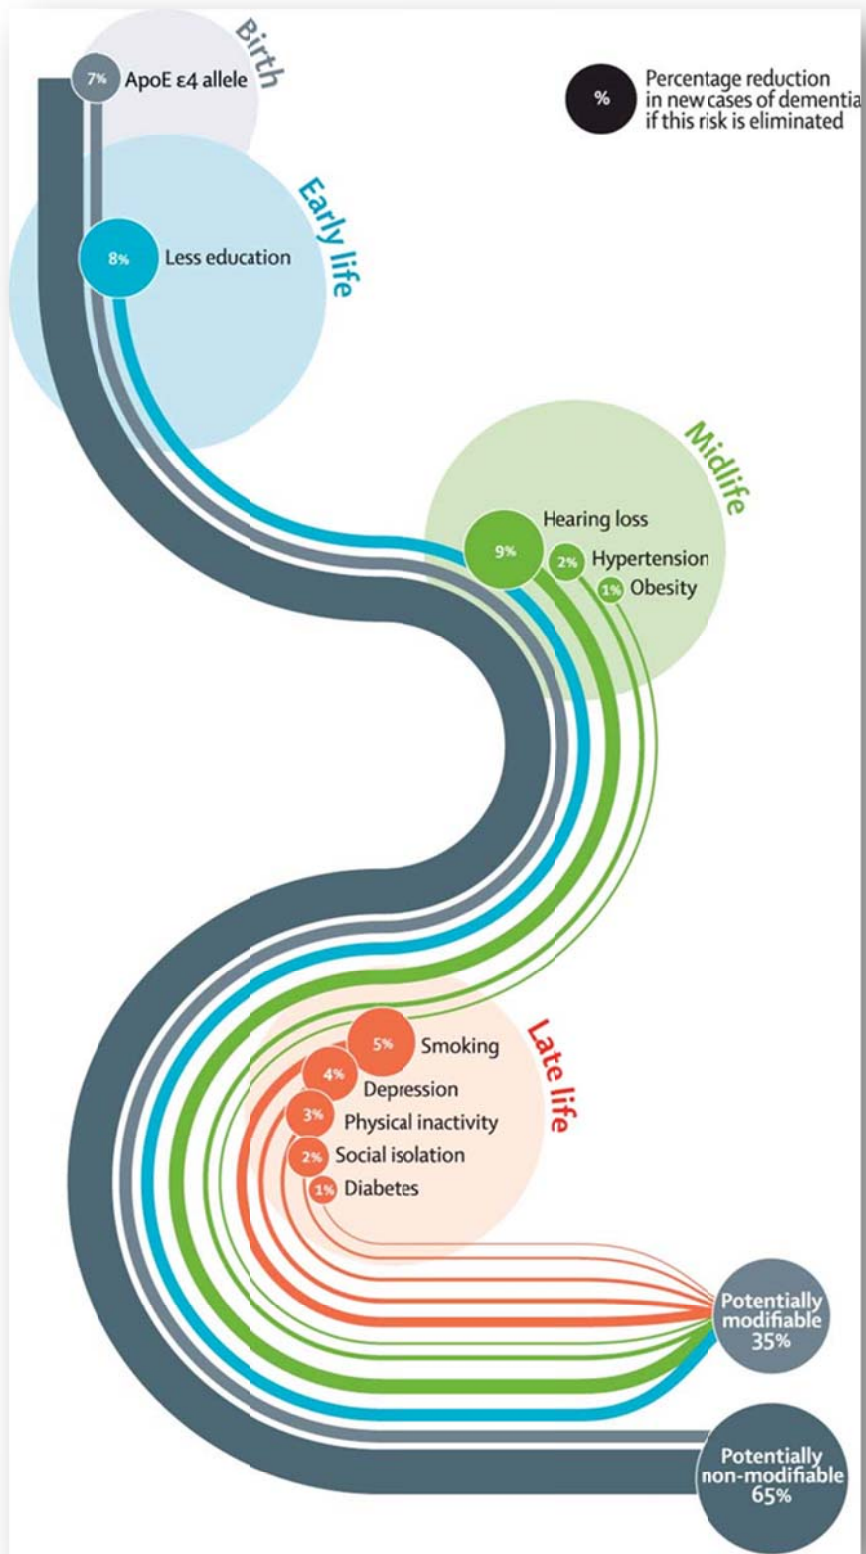 Birth
7%
ApoE ε4 allele
%
Percentage reduction
in new cases of dementia
if this risk is eliminated
Early life
8%
Less education
Midlife
Hearing loss
9%
2%
Hypertension
1%
Obesity
Late life
5%
Smoking
4%
Depression
3%
Physical inactivity
2%
Social isolation
1%
Diabetes
Potentially
modifiable
35%
Potentially
non-modifiable
65%